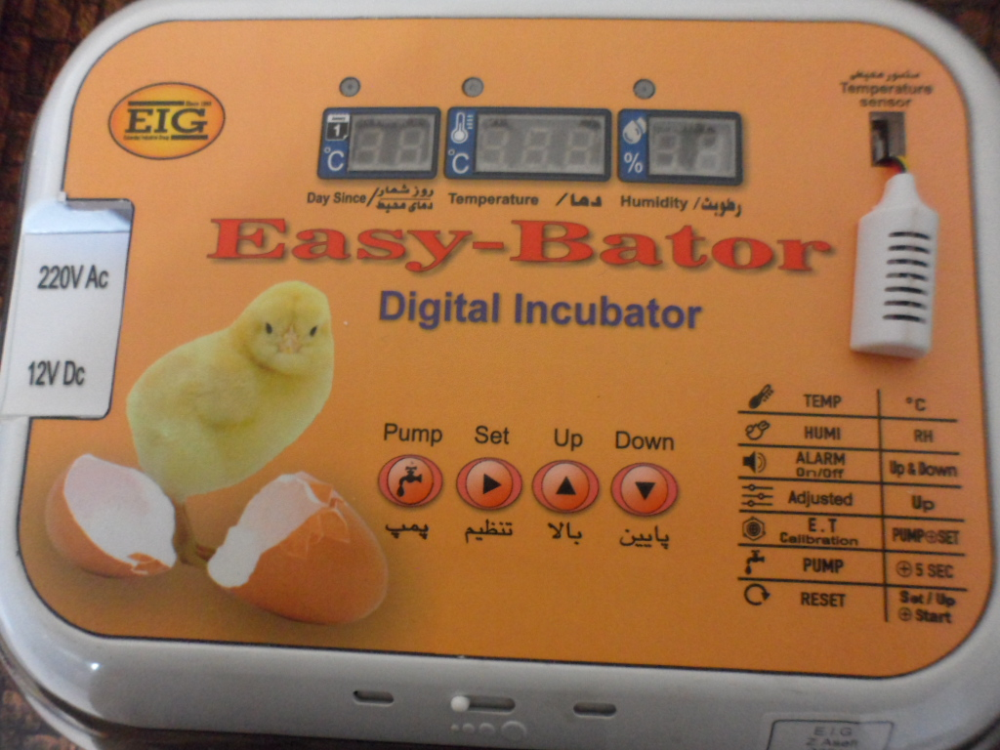 سنسور محیطی
Temperature
sensor
EIG
1
°C
°C
%
Day Since/ روز شمار
دمای محیط
Temperature / دما
Humidity / رطوبت
Easy-Bator
Digital Incubator
220V Ac
12V Dc
Pump Set Up Down
پمپ تنظیم بالا پایین
TEMP °C
HUMI RH
ALARM
On/Off Up & Down
Adjusted Up
E.T
Calibration PUMP⊕SET
PUMP ⊕ 5 SEC
RESET Set / Up
⊕ Start
E / G